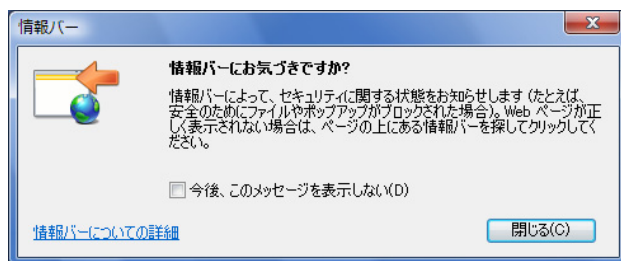 情報バー
情報バーにお気づきですか?
情報バーによって、セキュリティに関する状態をお知らせします (たとえば、
安全のためにファイルやポップアップがブロックされた場合)。Web ページが正
しく表示されない場合は、ページの上にある情報バーを探してクリックしてく
ださい。
今後、このメッセージを表示しない(D)
情報バーについての詳細
閉じる(C)